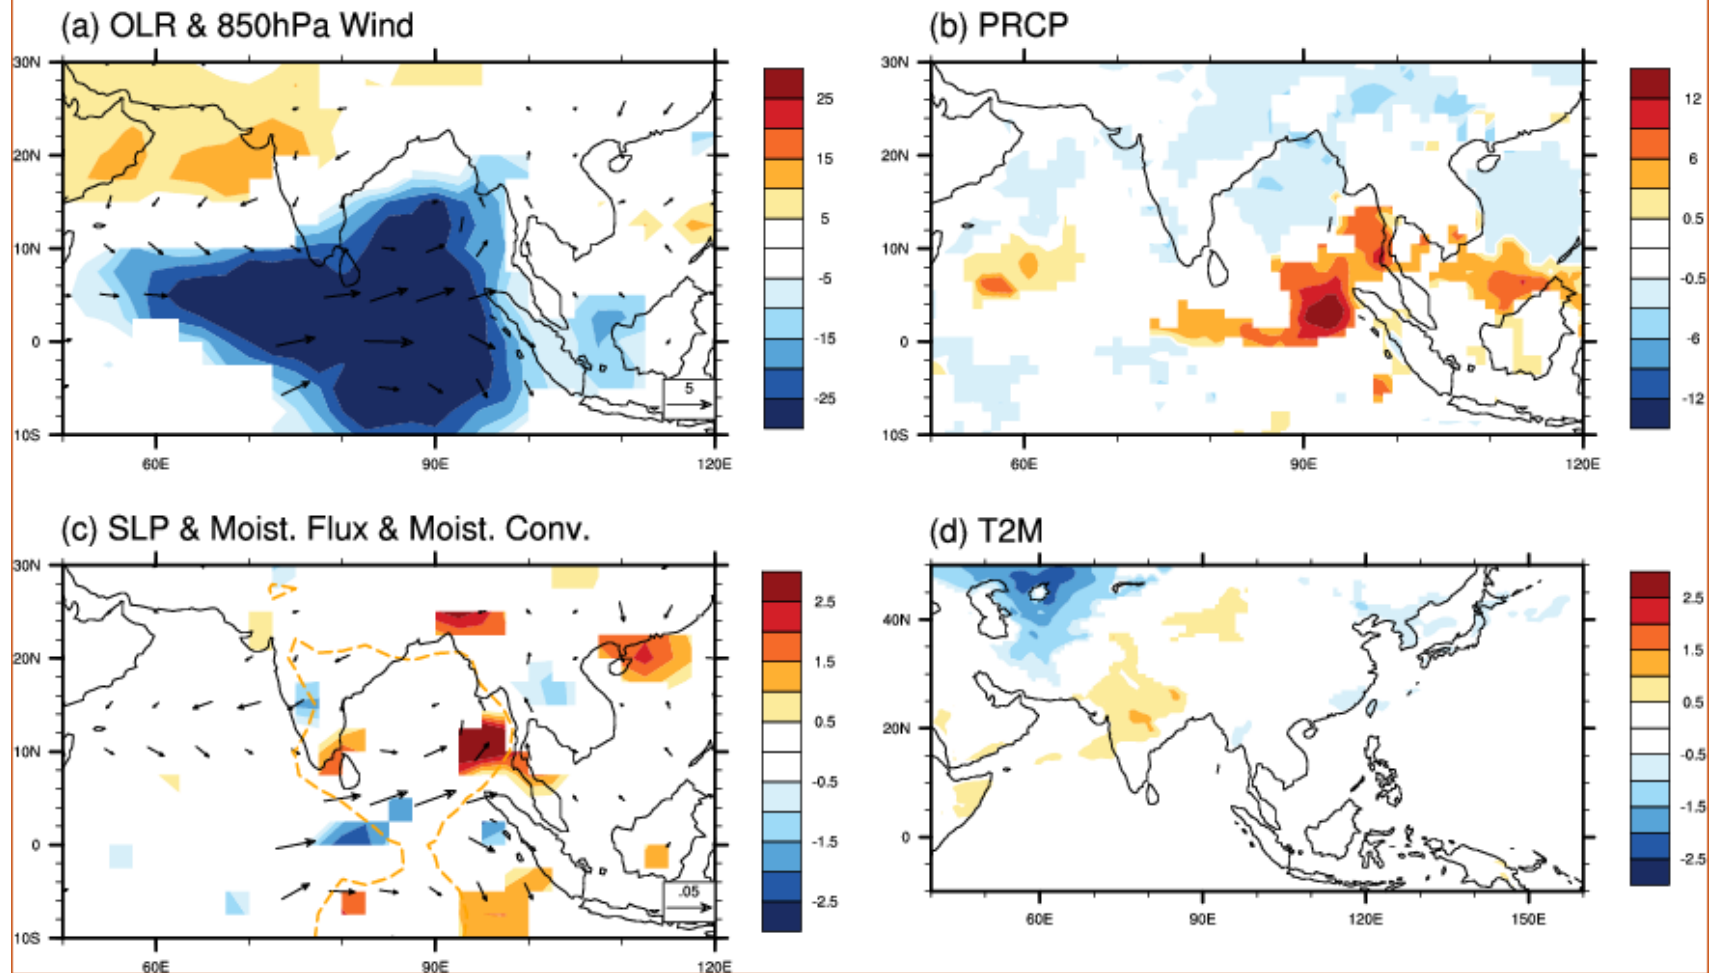 (a) OLR & 850hPa Wind
30N
20N
10N
0
10S
60E
90E
120E
5
25
15
5
-5
-15
-25
(b) PRCP
30N
20N
10N
0
10S
60E
90E
120E
12
6
0.5
-0.5
-6
-12
(c) SLP & Moist. Flux & Moist. Conv.
30N
20N
10N
0
10S
60E
90E
120E
.05
2.5
1.5
0.5
-0.5
-1.5
-2.5
(d) T2M
40N
20N
0
60E
90E
120E
150E
2.5
1.5
0.5
-0.5
-1.5
-2.5